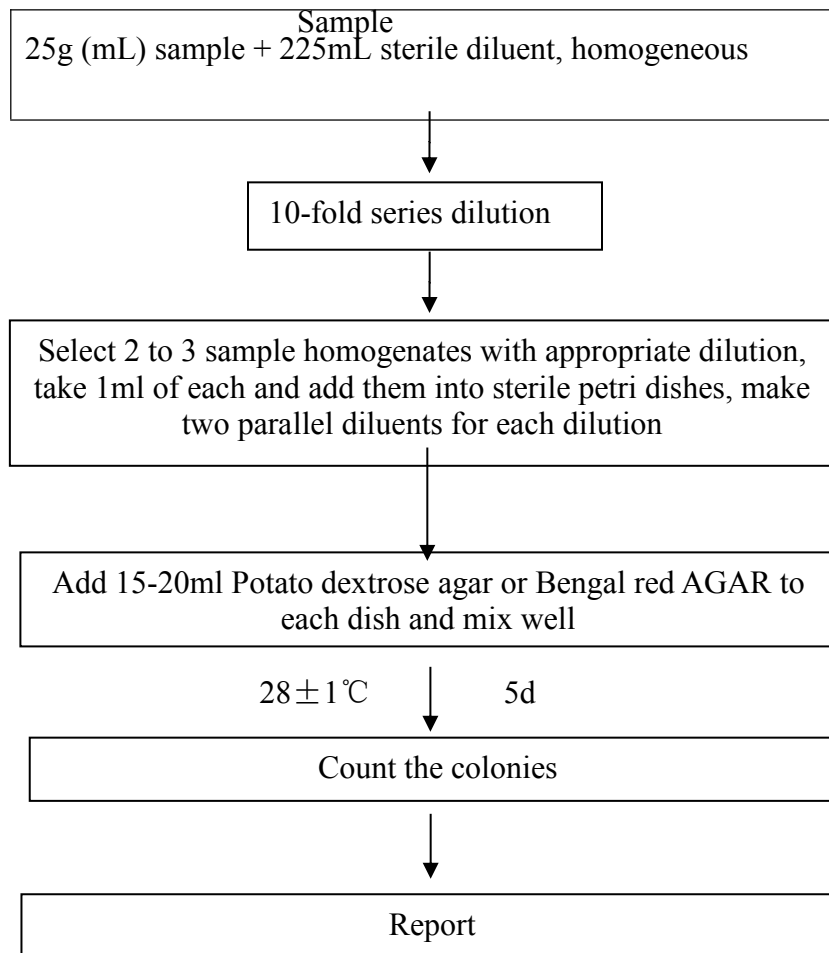 Sample
25g (mL) sample + 225mL sterile diluent, homogeneous
10-fold series dilution
Select 2 to 3 sample homogenates with appropriate dilution,
take 1ml of each and add them into sterile petri dishes, make
two parallel diluents for each dilution
Add 15-20ml Potato dextrose agar or Bengal red AGAR to
each dish and mix well
28±1℃ 5d
Count the colonies
Report